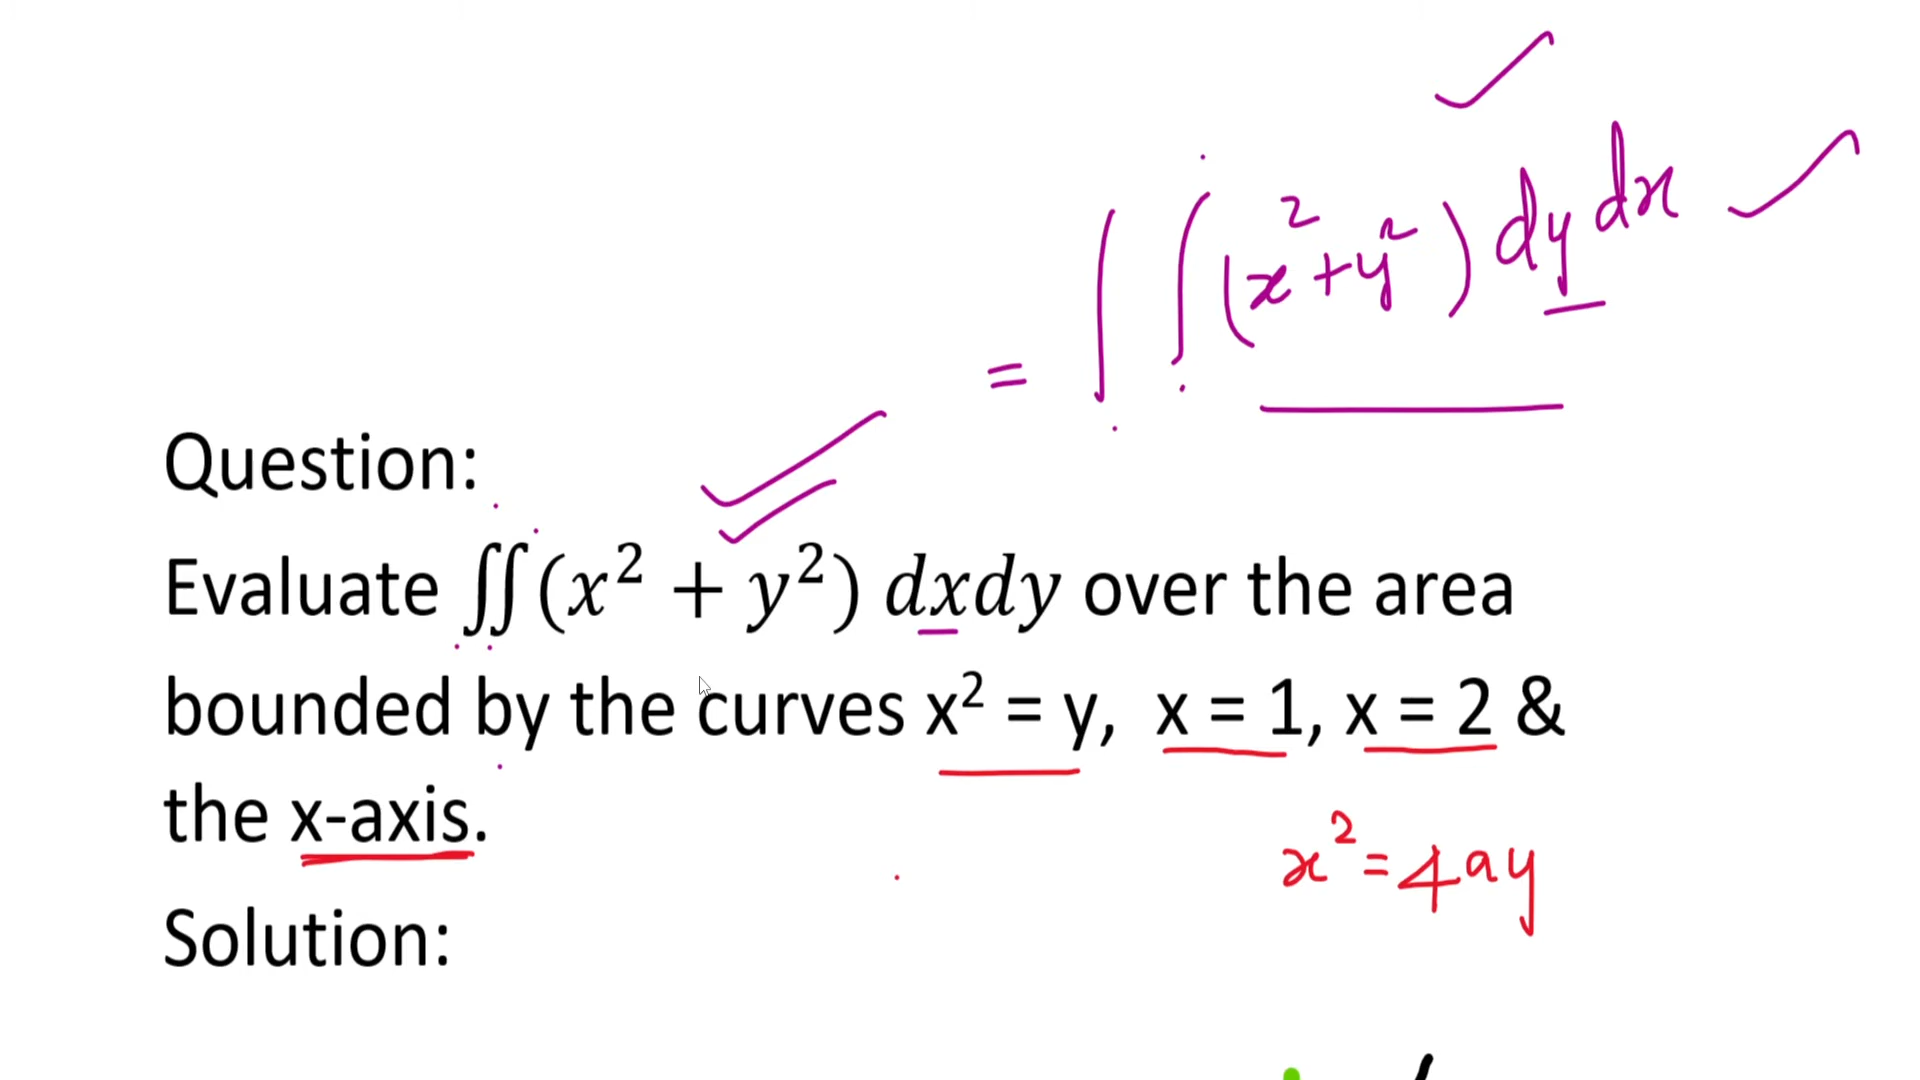 = ∫ ∫ (x² + y²) dy dx
Question:
Evaluate ∬(x² + y²) dxdy over the area
bounded by the curves x² = y, x = 1, x = 2 &
the x-axis.
x² = 4ay
Solution: